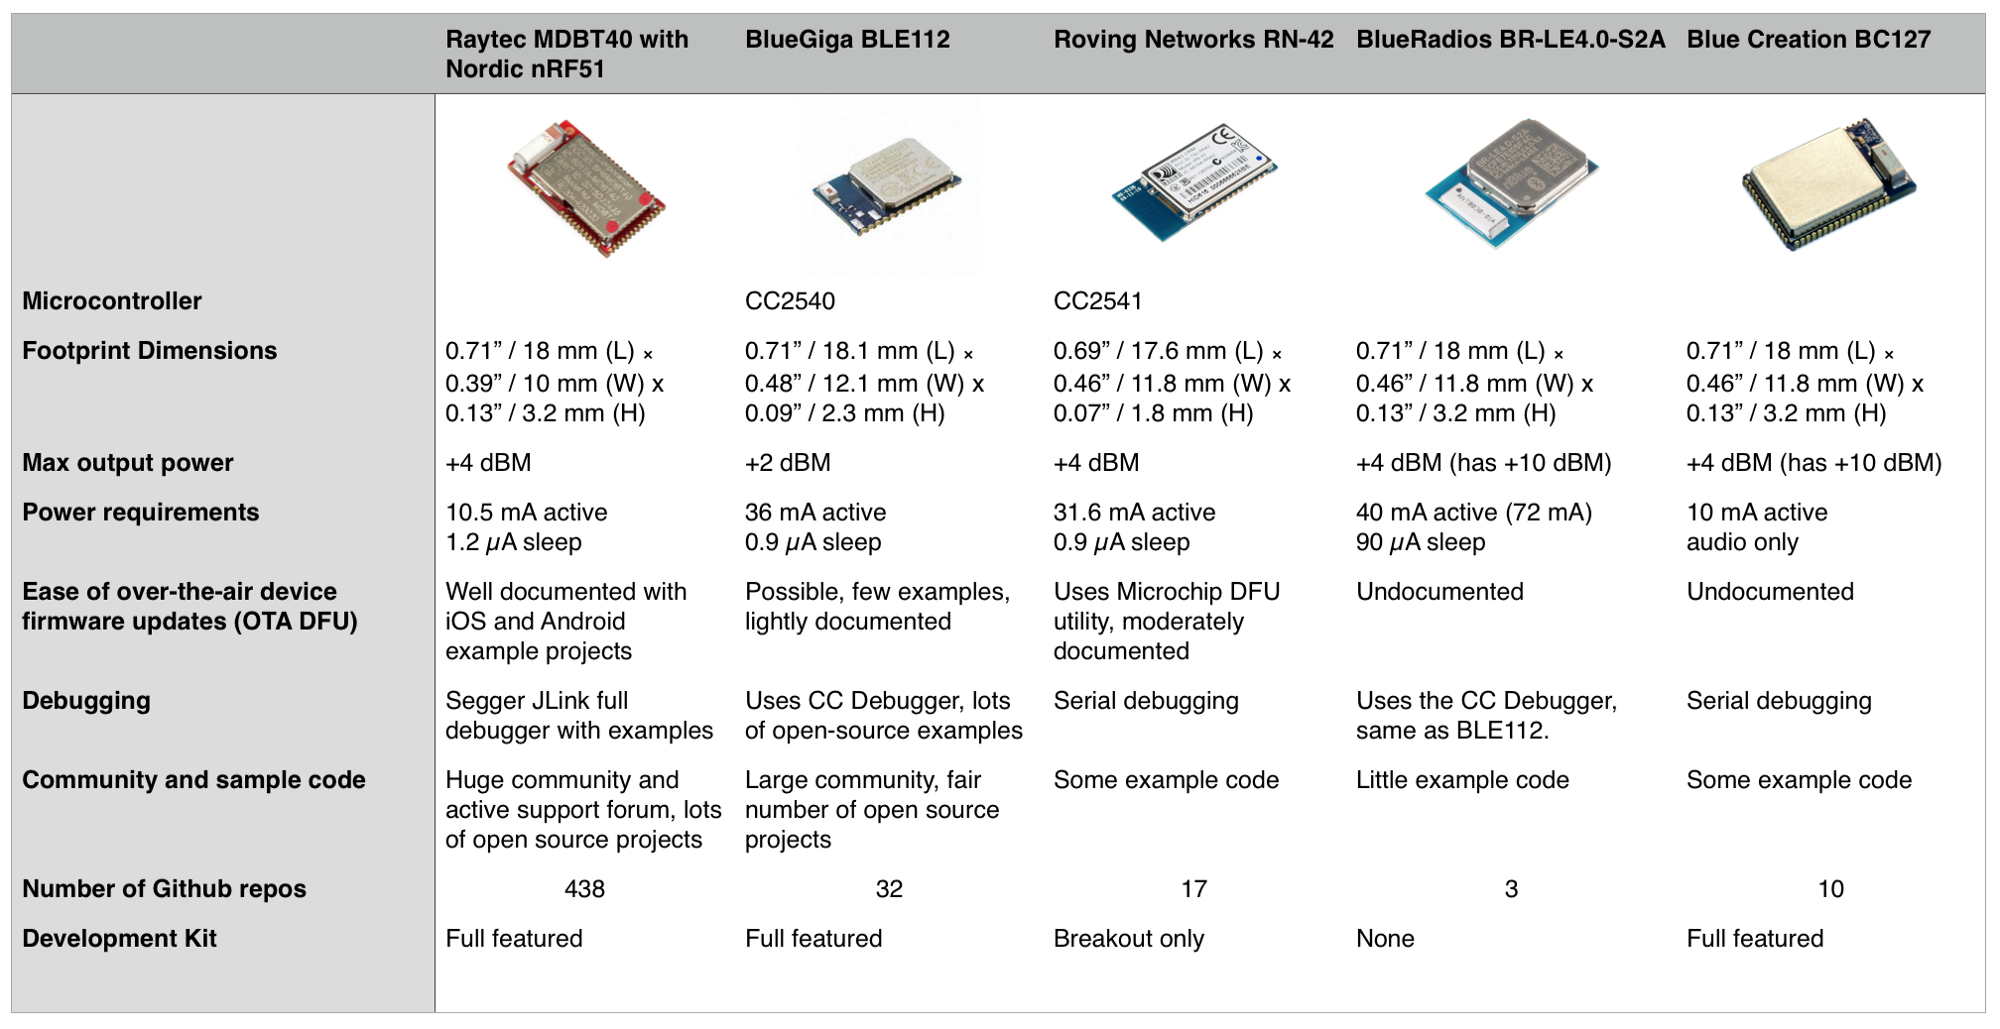 Raytec MDBT40 with
Nordic nRF51
BlueGiga BLE112
Roving Networks RN-42
BlueRadios BR-LE4.0-S2A
Blue Creation BC127
Microcontroller
CC2540
CC2541
Footprint Dimensions
0.71” / 18 mm (L) ×
0.39” / 10 mm (W) x
0.13” / 3.2 mm (H)
0.71” / 18.1 mm (L) ×
0.48” / 12.1 mm (W) x
0.09” / 2.3 mm (H)
0.69” / 17.6 mm (L) ×
0.46” / 11.8 mm (W) x
0.07” / 1.8 mm (H)
0.71” / 18 mm (L) ×
0.46” / 11.8 mm (W) x
0.13” / 3.2 mm (H)
0.71” / 18 mm (L) ×
0.46” / 11.8 mm (W) x
0.13” / 3.2 mm (H)
Max output power
+4 dBM
+2 dBM
+4 dBM
+4 dBM (has +10 dBM)
+4 dBM (has +10 dBM)
Power requirements
10.5 mA active
1.2 µA sleep
36 mA active
0.9 µA sleep
31.6 mA active
0.9 µA sleep
40 mA active (72 mA)
90 µA sleep
10 mA active
audio only
Ease of over-the-air device
firmware updates (OTA DFU)
Well documented with
iOS and Android
example projects
Possible, few examples,
lightly documented
Uses Microchip DFU
utility, moderately
documented
Undocumented
Undocumented
Debugging
Segger JLink full
debugger with examples
Uses CC Debugger, lots
of open-source examples
Serial debugging
Uses the CC Debugger,
same as BLE112.
Serial debugging
Community and sample code
Huge community and
active support forum, lots
of open source projects
Large community, fair
number of open source
projects
Some example code
Little example code
Some example code
Number of Github repos
438
32
17
3
10
Development Kit
Full featured
Full featured
Breakout only
None
Full featured